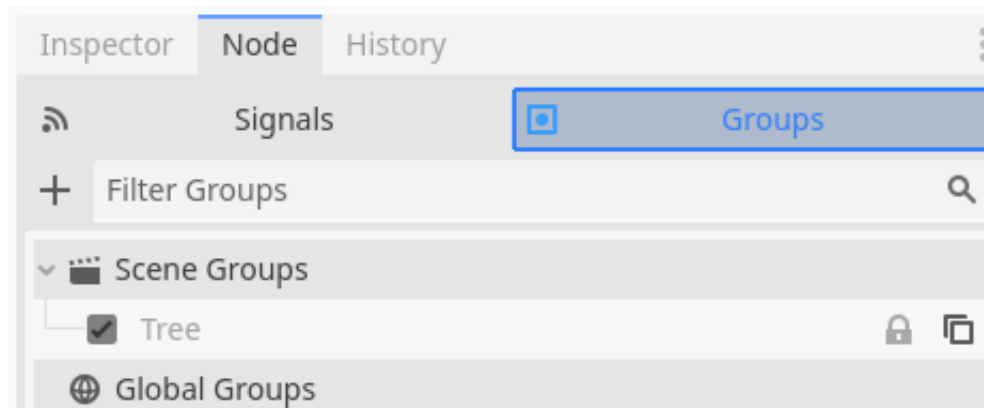 Inspector Node History
Signals Groups
Filter Groups
Scene Groups
Tree
Global Groups